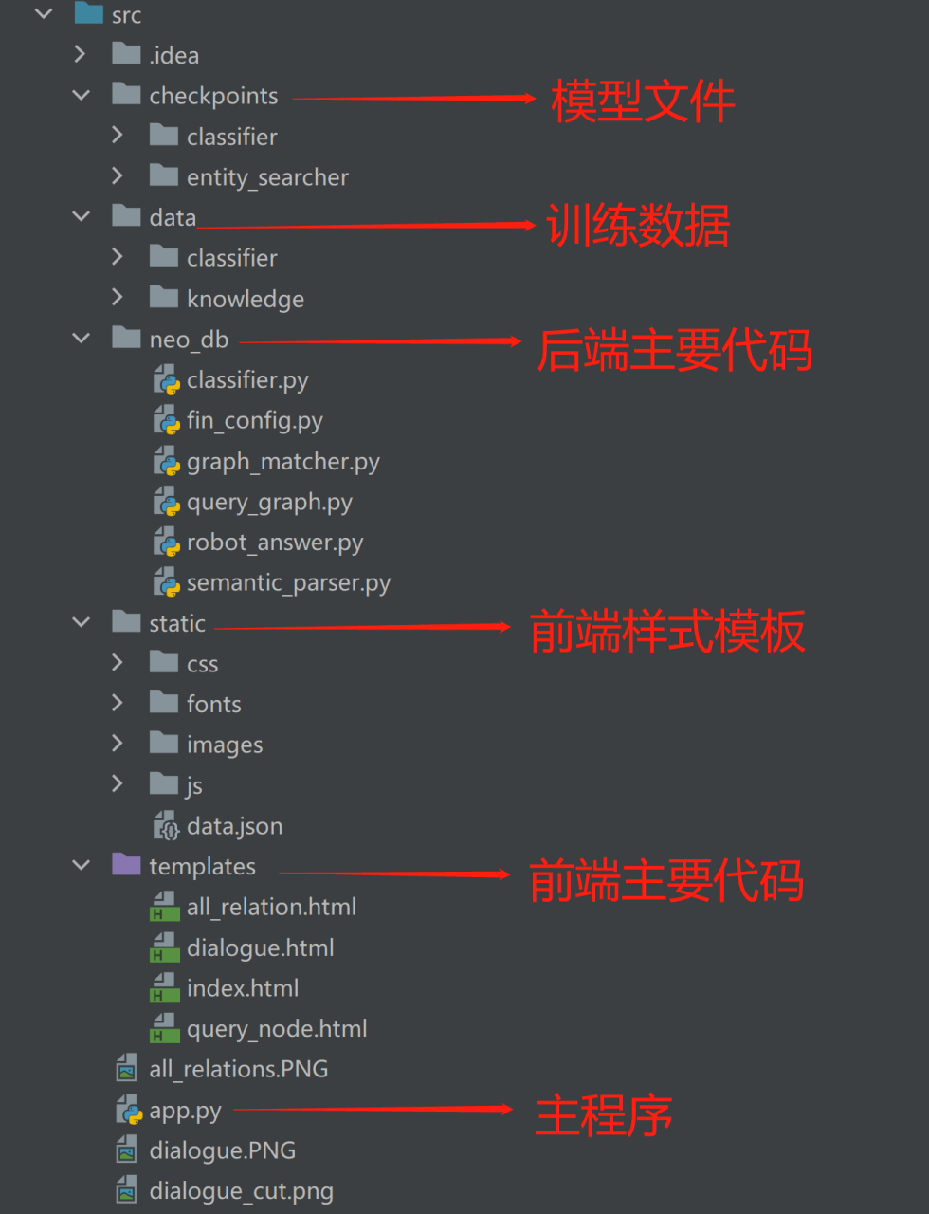 src
.idea
checkpoints 模型文件
classifier
entity_searcher
data 训练数据
classifier
knowledge
neo_db 后端主要代码
classifier.py
fin_config.py
graph_matcher.py
query_graph.py
robot_answer.py
semantic_parser.py
static 前端样式模板
css
fonts
images
js
data.json
templates 前端主要代码
all_relation.html
dialogue.html
index.html
query_node.html
all_relations.PNG
app.py 主程序
dialogue.PNG
dialogue_cut.png